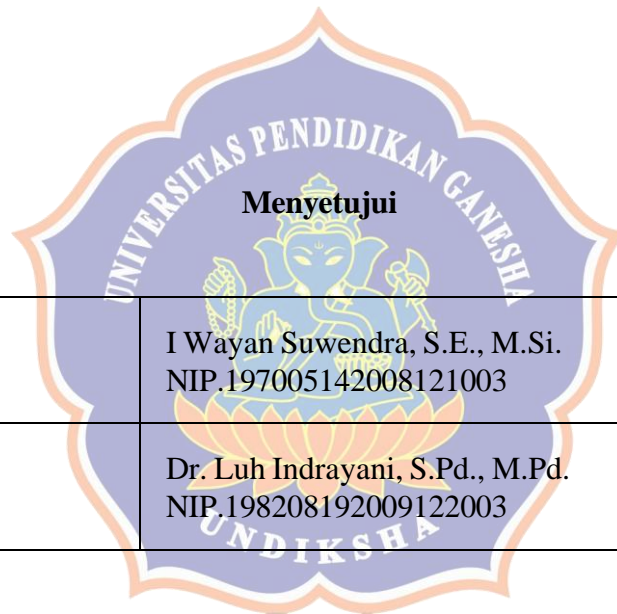 UNIVERSITAS PENDIDIKAN GANESHA
Menyetujui
I Wayan Suwendra, S.E., M.Si.
NIP.197005142008121003
Dr. Luh Indrayani, S.Pd., M.Pd.
NIP.198208192009122003
UNDIKSHA